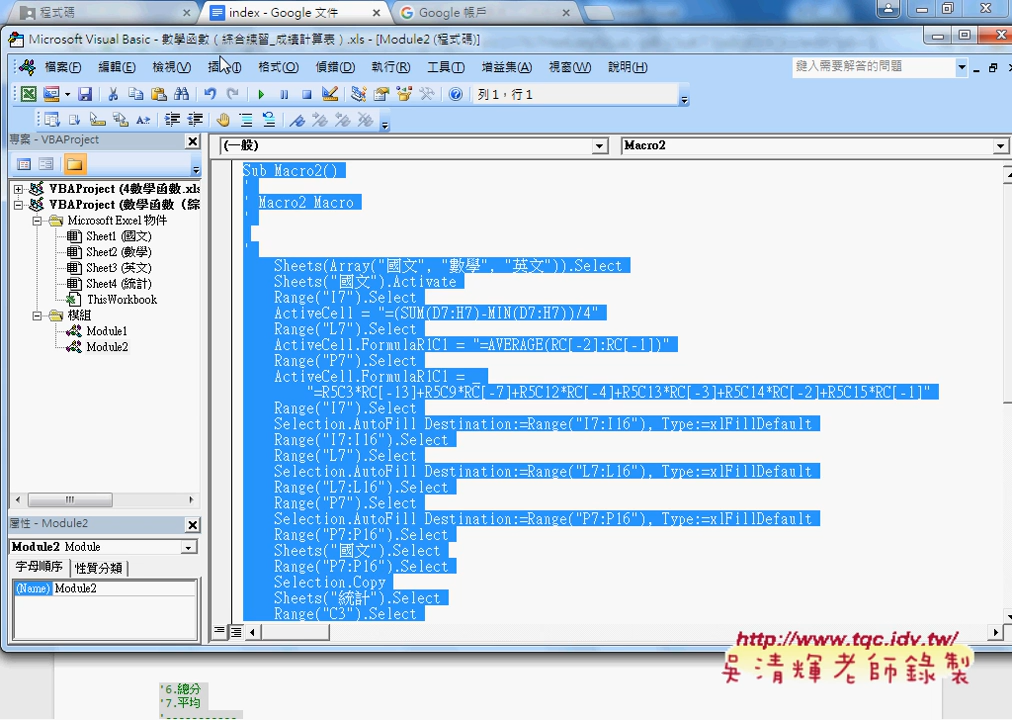 程式碼
index - Google 文件
Google 帳戶
Microsoft Visual Basic - 數學函數（綜合練習_成績計算表）.xls - [Module2 (程式碼)]
檔案(F) 編輯(E) 檢視(V) 插入(I) 格式(O) 偵錯(D) 執行(R) 工具(T) 增益集(A) 視窗(W) 說明(H)
鍵入需要解答的問題
列 1，行 1
專案 - VBAProject
(一般)
Macro2
VBAProject (4數學函數.xls
VBAProject (數學函數（綜
Microsoft Excel 物件
Sheet1 (國文)
Sheet2 (數學)
Sheet3 (英文)
Sheet4 (統計)
ThisWorkbook
模組
Module1
Module2
屬性 - Module2
Module2 Module
字母順序 性質分類
(Name) Module2
Sub Macro2()
'
' Macro2 Macro
'
'
Sheets(Array("國文", "數學", "英文")).Select
Sheets("國文").Activate
Range("I7").Select
ActiveCell = "=(SUM(D7:H7)-MIN(D7:H7))/4"
Range("L7").Select
ActiveCell.FormulaR1C1 = "=AVERAGE(RC[-2]:RC[-1])"
Range("P7").Select
ActiveCell.FormulaR1C1 = _
"=R5C3*RC[-13]+R5C9*RC[-7]+R5C12*RC[-4]+R5C13*RC[-3]+R5C14*RC[-2]+R5C15*RC[-1]"
Range("I7").Select
Selection.AutoFill Destination:=Range("I7:I16"), Type:=xlFillDefault
Range("I7:I16").Select
Range("L7").Select
Selection.AutoFill Destination:=Range("L7:L16"), Type:=xlFillDefault
Range("L7:L16").Select
Range("P7").Select
Selection.AutoFill Destination:=Range("P7:P16"), Type:=xlFillDefault
Range("P7:P16").Select
Sheets("國文").Select
Range("P7:P16").Select
Selection.Copy
Sheets("統計").Select
Range("C3").Select
http://www.tqc.idv.tw/
吳清輝老師錄製
'6.總分
'7.平均
'-----------